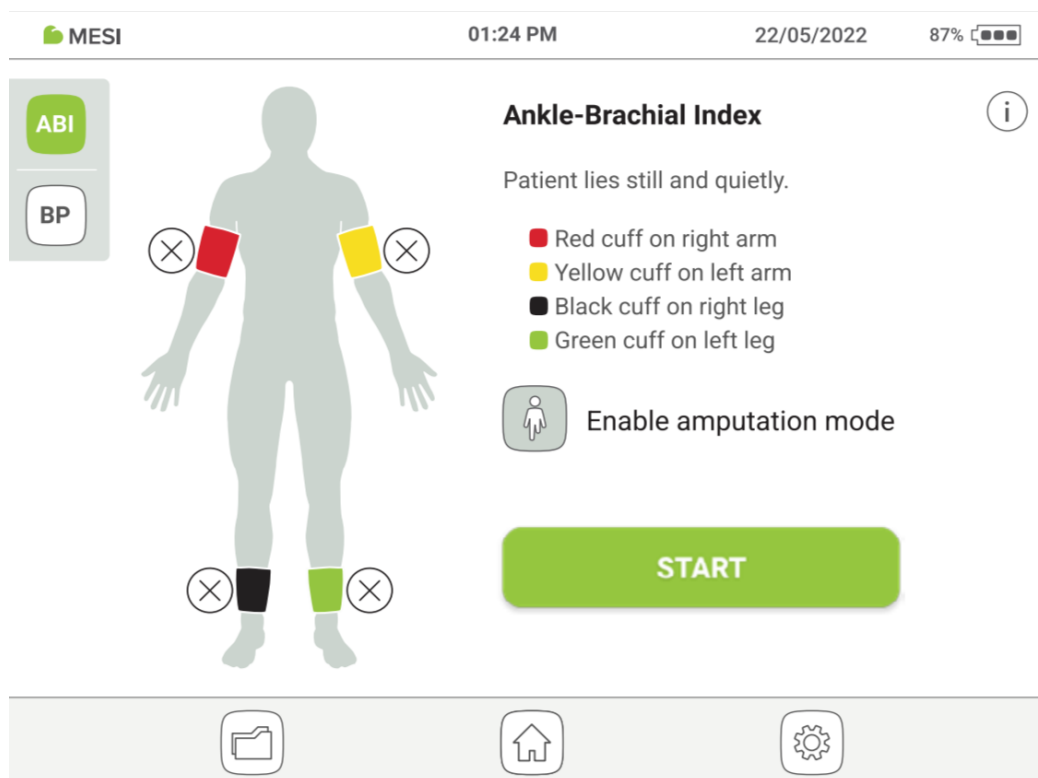 MESI 01:24 PM 22/05/2022 87%
ABI
BP
Ankle-Brachial Index
i
Patient lies still and quietly.
Red cuff on right arm
Yellow cuff on left arm
Black cuff on right leg
Green cuff on left leg
Enable amputation mode
START